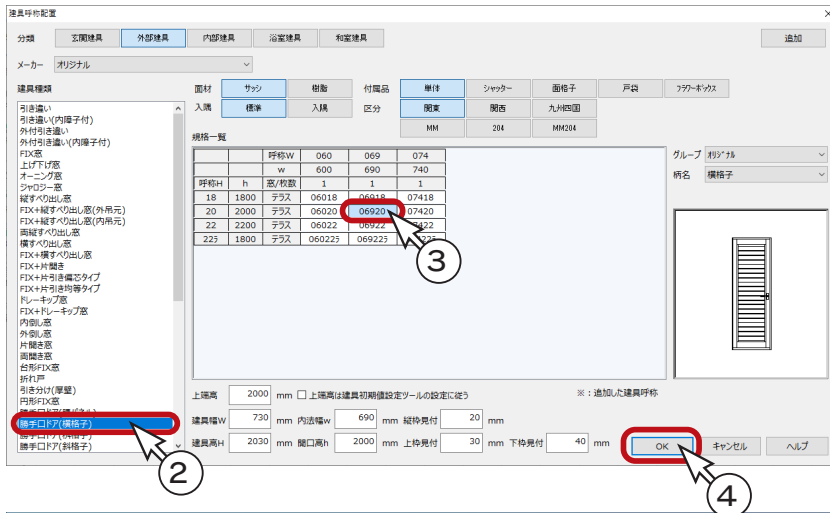 建具呼称配置
分類 玄関建具 外部建具 内部建具 浴室建具 和室建具 追加
メーカー オリジナル
建具種類 面材 サッシ 樹脂 付属品 単体 シャッター 面格子 戸袋 フラワーボックス
入隅 標準 入隅 区分 関東 関西 九州四国
MM 204 MM204
規格一覧
引き違い
引き違い(内障子付)
外付引き違い
外付引き違い(内障子付)
FIX窓
上げ下げ窓
オーニング窓
ジャロジー窓
縦すべり出し窓
FIX+縦すべり出し窓(外吊元)
FIX+縦すべり出し窓(内吊元)
両縦すべり出し窓
横すべり出し窓
FIX+横すべり出し窓
FIX+片開き
FIX+片引き偏芯タイプ
FIX+片引き均等タイプ
ドレーキップ窓
FIX+ドレーキップ窓
内倒し窓
外倒し窓
片開き窓
両開き窓
台形FIX窓
折れ戸
引き分け(厚壁)
円形FIX窓
勝手口ドア(横格子)
勝手口ドア(斜格子)
呼称W 060 069 074
w 600 690 740
呼称H h 窓/枚数 1 1 1
18 1800 テラス 06018 06918 07418
20 2000 テラス 06020 06920 07420
22 2200 テラス 06022 06922 07422
22ﾗ 1800 テラス 06022ﾗ 06922ﾗ
グループ オリジナル
柄名 横格子
上端高 2000 mm 上端高は建具初期値設定ツールの設定に従う ※:追加した建具呼称
建具幅W 730 mm 内法幅w 690 mm 縦枠見付 20 mm
建具高H 2030 mm 開口高h 2000 mm 上枠見付 30 mm 下枠見付 40 mm
OK キャンセル ヘルプ
②
③
④